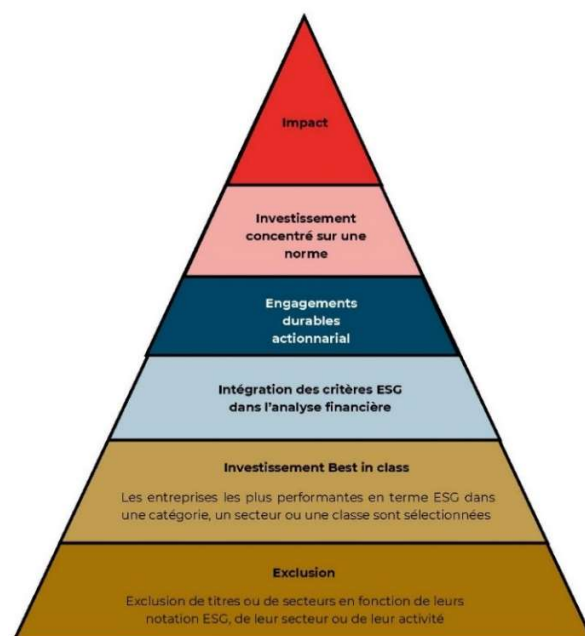 Impact
Investissement
concentré sur une
norme
Engagements
durables
actionnarial
Intégration des critères ESG
dans l'analyse financière
Investissement Best in class
Les entreprises les plus performantes en terme ESG dans
une catégorie, un secteur ou une classe sont sélectionnées
Exclusion
Exclusion de titres ou de secteurs en fonction de leurs
notation ESG, de leur secteur ou de leur activité